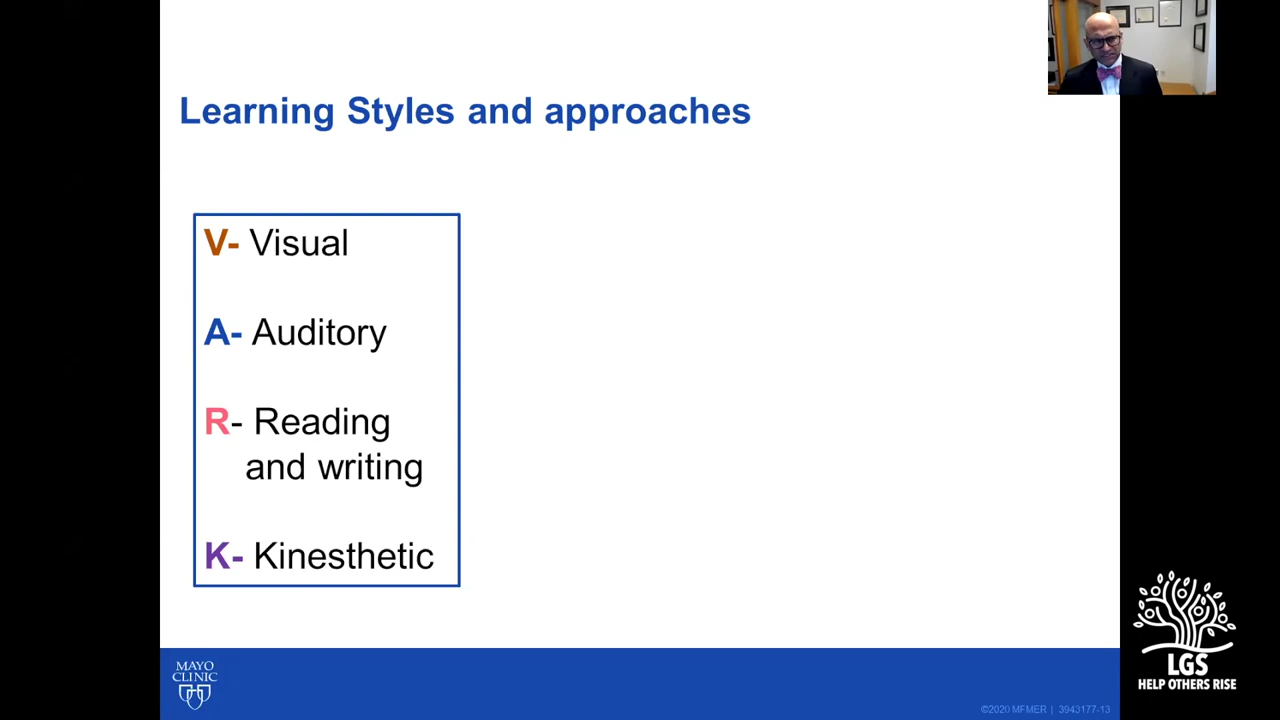 Learning Styles and approaches
V- Visual
A- Auditory
R- Reading
and writing
K- Kinesthetic
MAYO
CLINIC
©2020 MFMER | 3943177-13
LGS
HELP OTHERS RISE